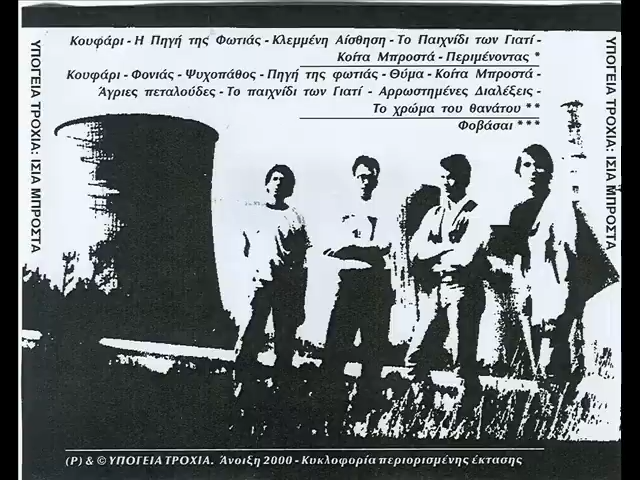 Κουφάρι - Η Πηγή της Φωτιάς - Κλεμμένη Αίσθηση - Το Παιχνίδι των Γιατί -
Κοίτα Μπροστά - Περιμένοντας *
Κουφάρι - Φονιάς - Ψυχοπάθος - Πηγή της φωτιάς - Θύμα - Κοίτα Μπροστά -
Άγριες πεταλούδες - Το παιχνίδι των Γιατί - Αρρωστημένες Διαλέξεις -
Το χρώμα του θανάτου * *
Φοβάσαι * * *
ΥΠΟΓΕΙΑ ΤΡΟΧΙΑ: ΙΣΙΑ ΜΠΡΟΣΤΑ
ΥΠΟΓΕΙΑ ΤΡΟΧΙΑ: ΙΣΙΑ ΜΠΡΟΣΤΑ
(P) & © ΥΠΟΓΕΙΑ ΤΡΟΧΙΑ. Άνοιξη 2000 - Κυκλοφορία περιορισμένης έκτασης